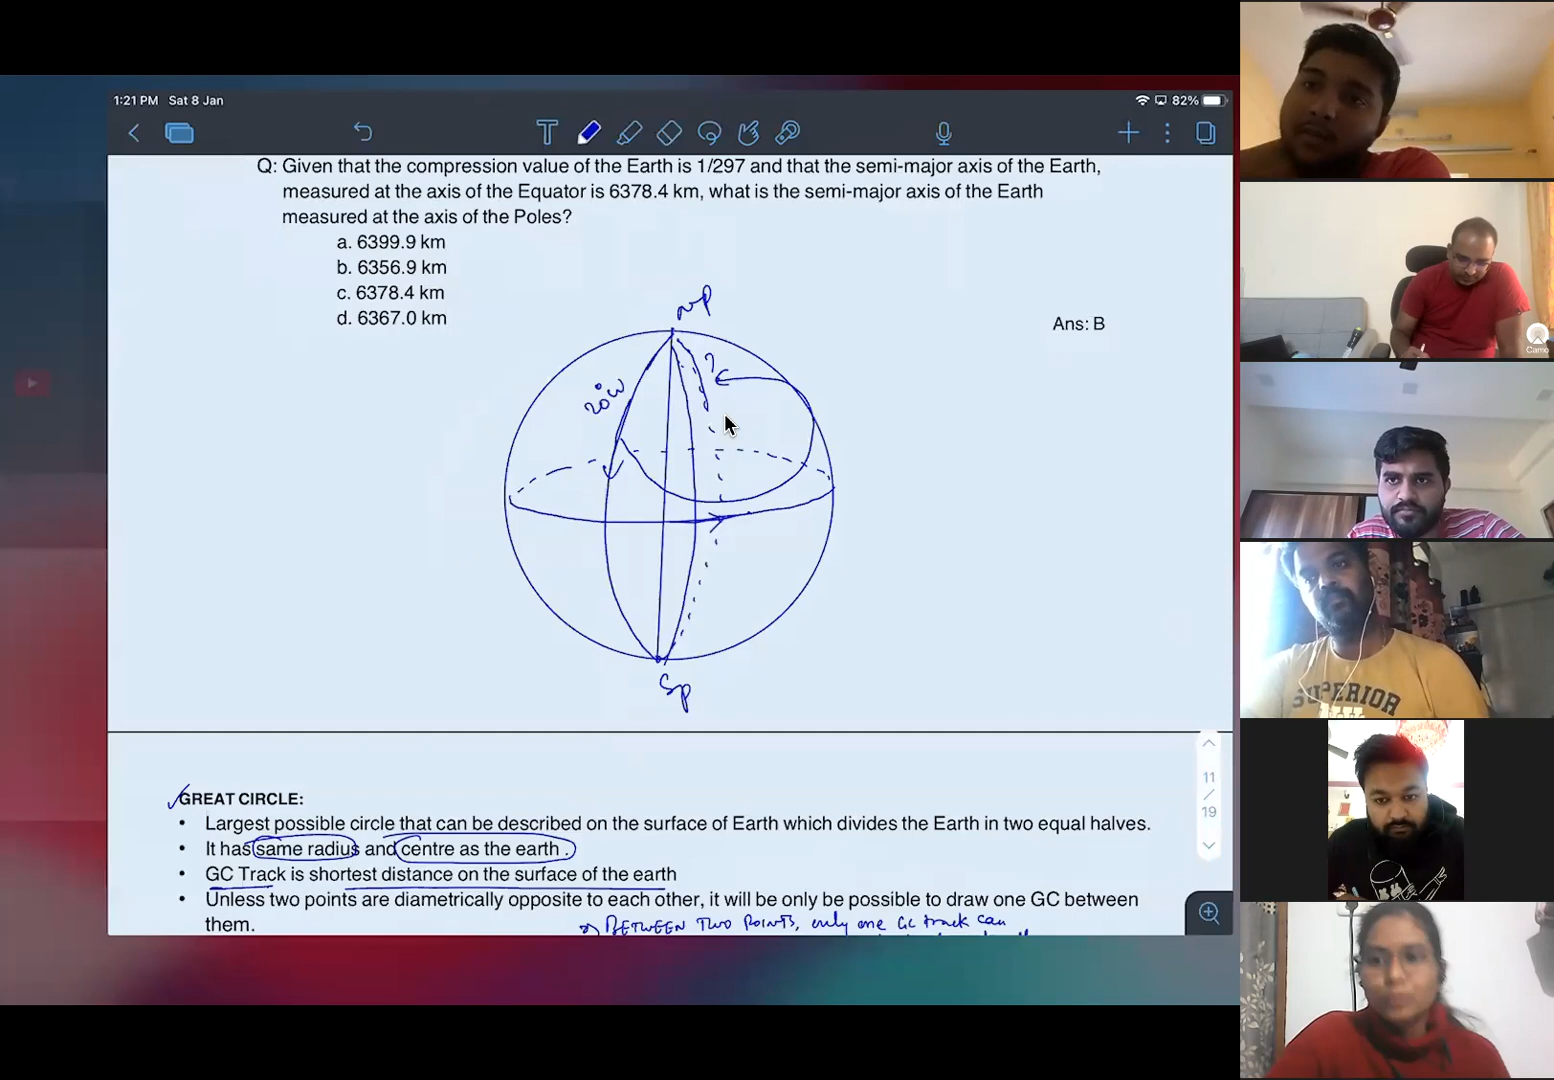 1:21 PM Sat 8 Jan
82%
Q: Given that the compression value of the Earth is 1/297 and that the semi-major axis of the Earth,
measured at the axis of the Equator is 6378.4 km, what is the semi-major axis of the Earth
measured at the axis of the Poles?
a. 6399.9 km
b. 6356.9 km
c. 6378.4 km
d. 6367.0 km
Ans: B
NP
20°W
?
SP
GREAT CIRCLE:
• Largest possible circle that can be described on the surface of Earth which divides the Earth in two equal halves.
• It has same radius and centre as the earth .
• GC Track is shortest distance on the surface of the earth
• Unless two points are diametrically opposite to each other, it will be only be possible to draw one GC between
them.
BETWEEN TWO POINTS, only one GC track can
11
/
19
Camo
SUPERIOR